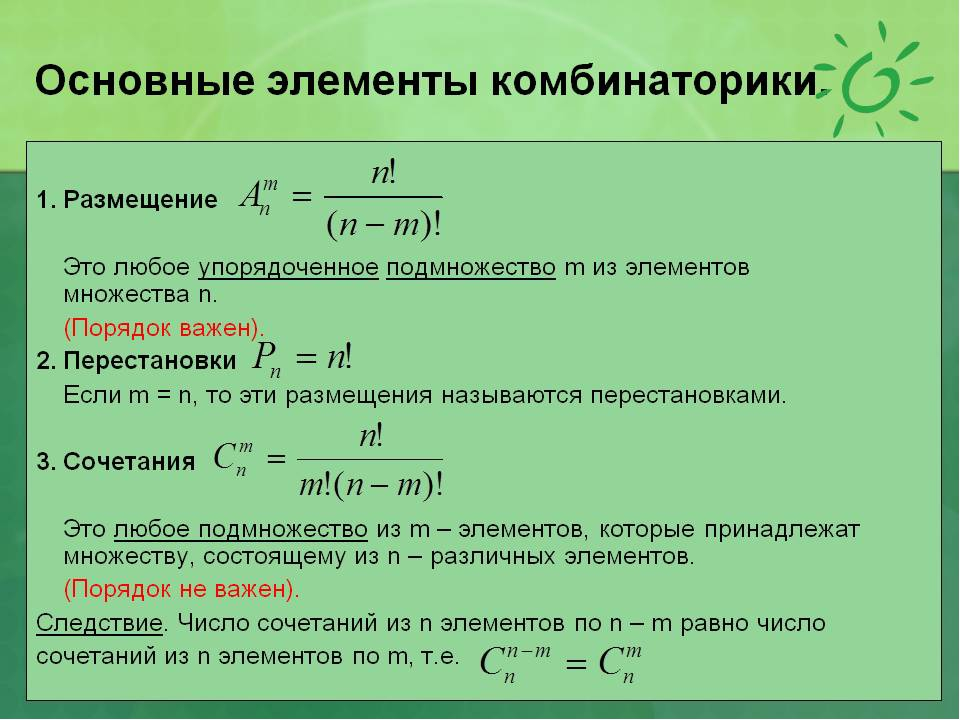 Основные элементы комбинаторики.
1. Размещение A_n^m = n! / (n − m)!
Это любое упорядоченное подмножество m из элементов
множества n.
(Порядок важен).
2. Перестановки P_n = n!
Если m = n, то эти размещения называются перестановками.
3. Сочетания C_n^m = n! / m!(n − m)!
Это любое подмножество из m – элементов, которые принадлежат
множеству, состоящему из n – различных элементов.
(Порядок не важен).
Следствие. Число сочетаний из n элементов по n – m равно число
сочетаний из n элементов по m, т.е. C_n^{n−m} = C_n^m